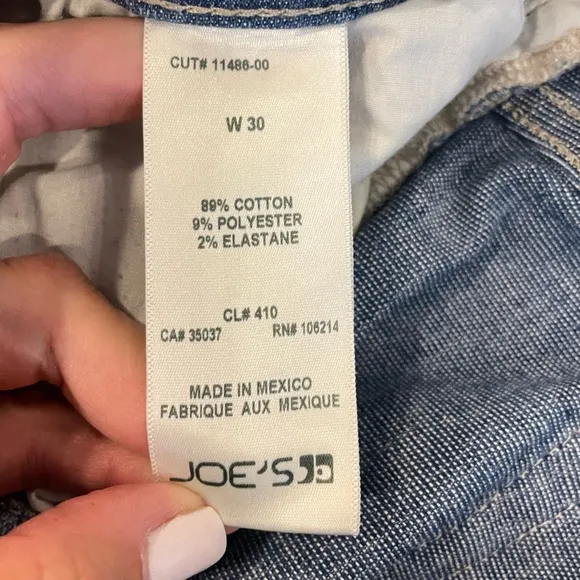 CUT# 11486-00
W 30
89% COTTON
9% POLYESTER
2% ELASTANE
CL# 410
CA# 35037 RN# 106214
MADE IN MEXICO
FABRIQUE AUX MEXIQUE
JOE'S